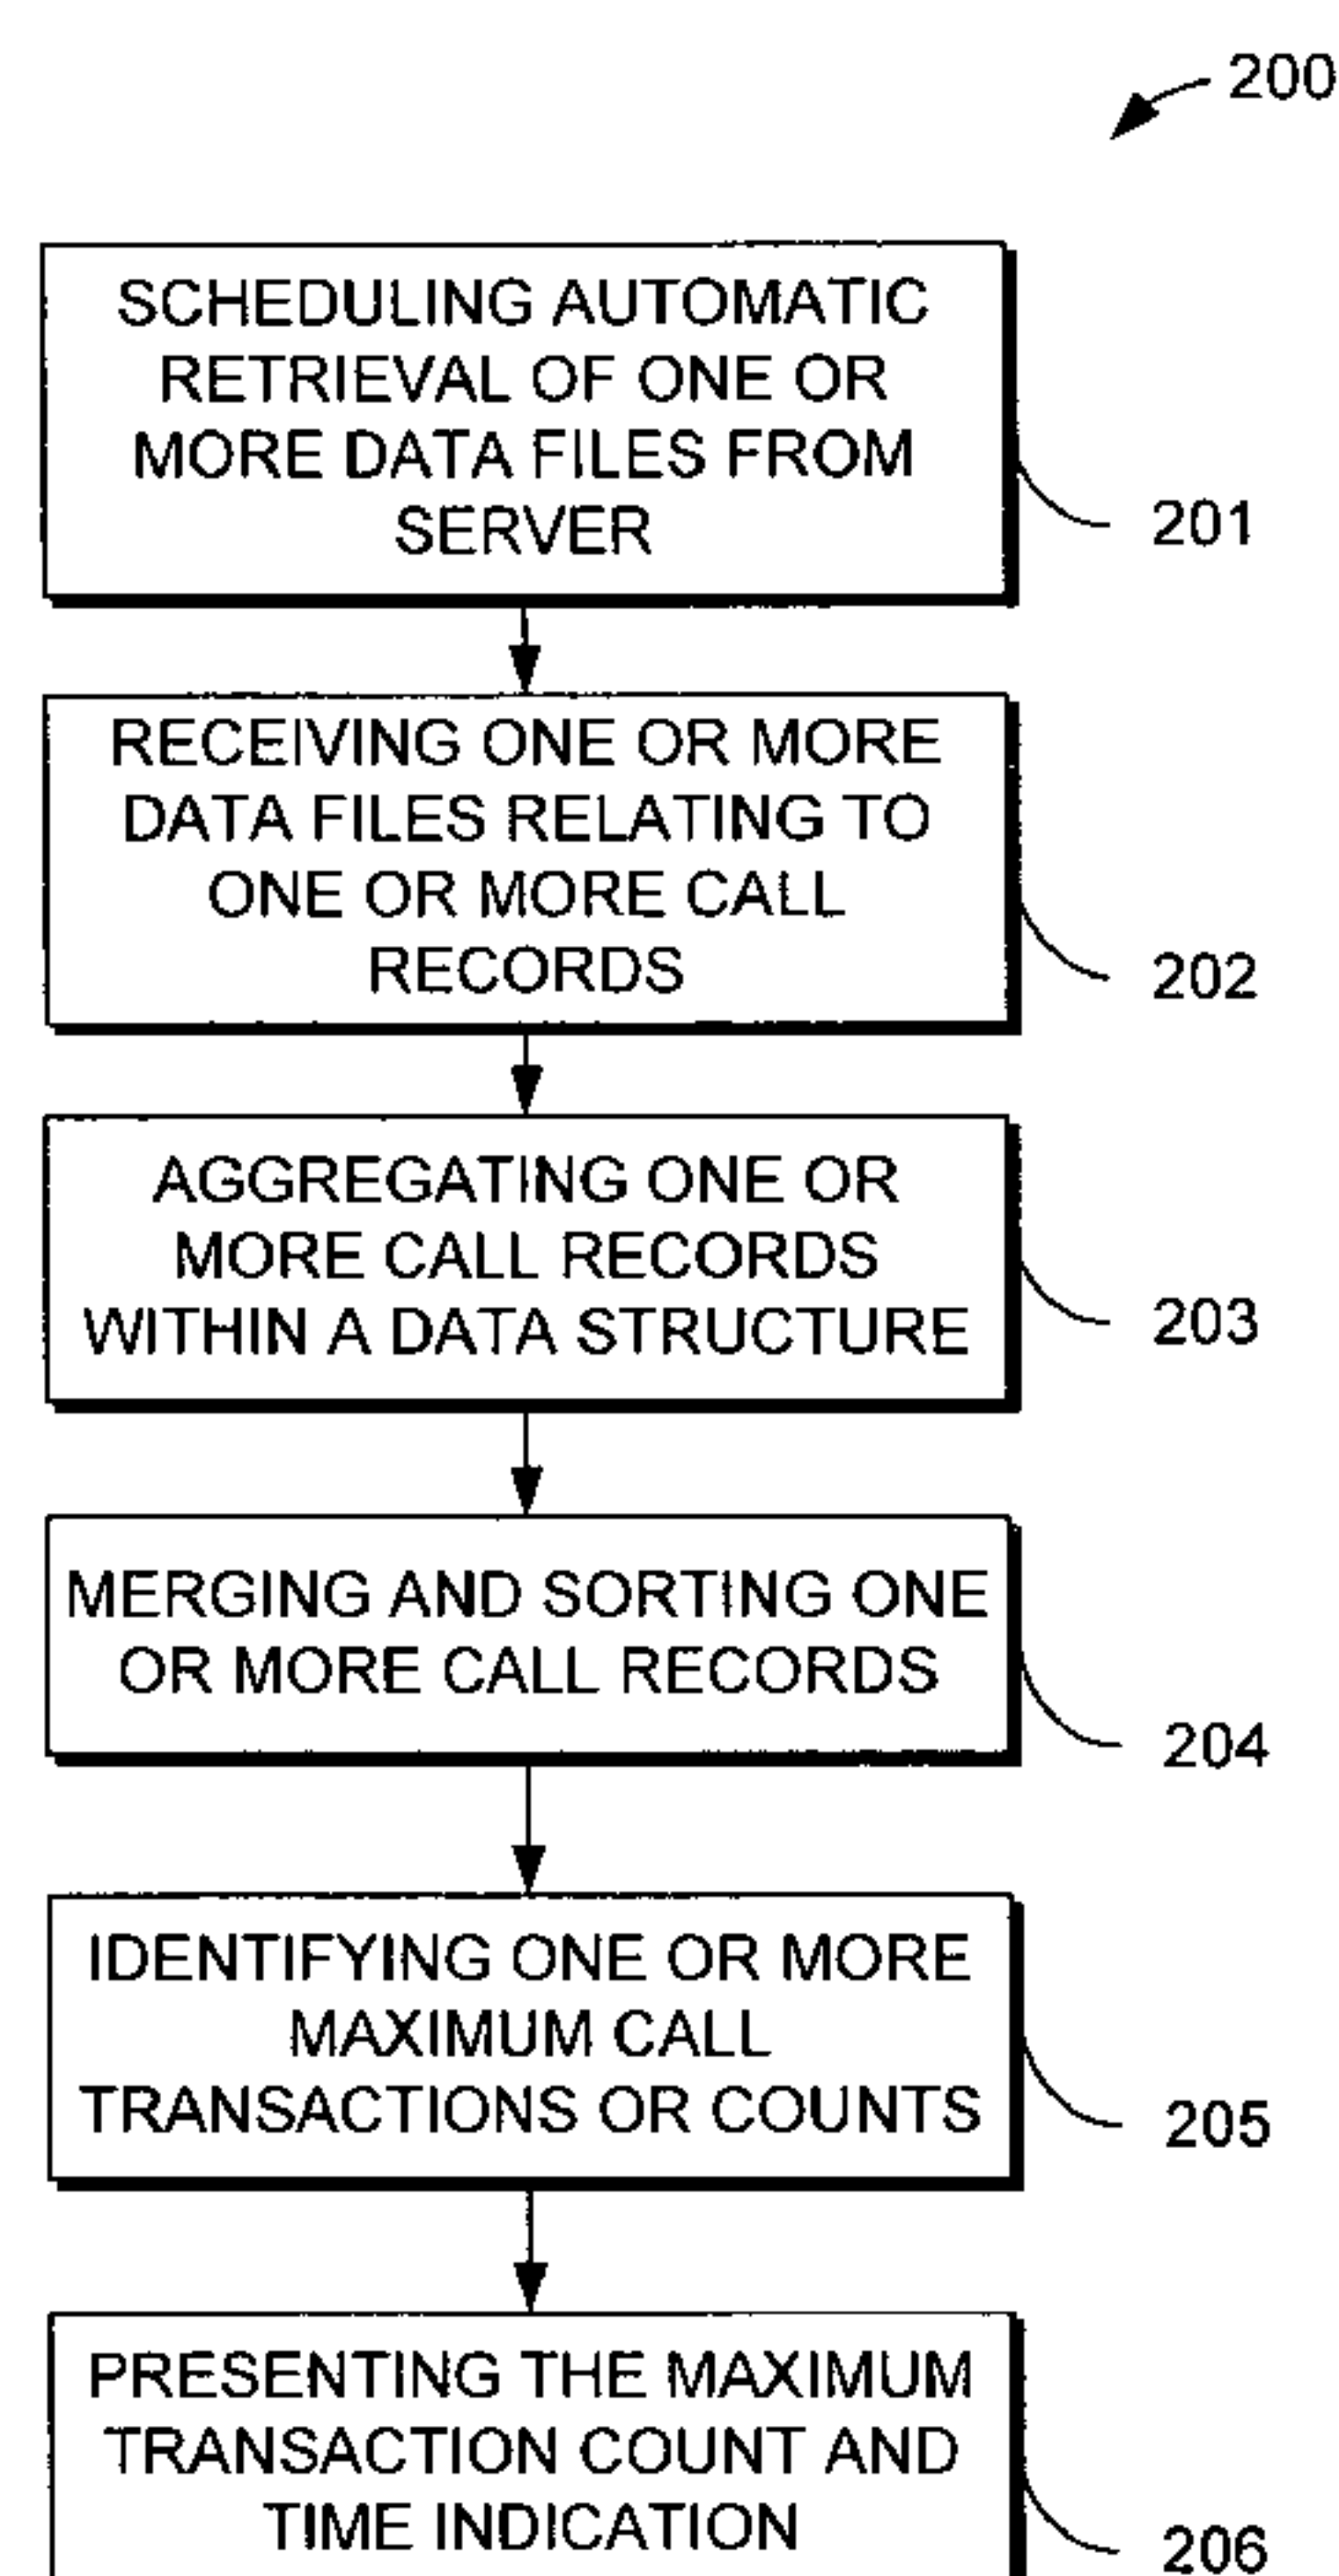 200
SCHEDULING AUTOMATIC
RETRIEVAL OF ONE OR
MORE DATA FILES FROM
SERVER
201
RECEIVING ONE OR MORE
DATA FILES RELATING TO
ONE OR MORE CALL
RECORDS
202
AGGREGATING ONE OR
MORE CALL RECORDS
WITHIN A DATA STRUCTURE
203
MERGING AND SORTING ONE
OR MORE CALL RECORDS
204
IDENTIFYING ONE OR MORE
MAXIMUM CALL
TRANSACTIONS OR COUNTS
205
PRESENTING THE MAXIMUM
TRANSACTION COUNT AND
TIME INDICATION
206